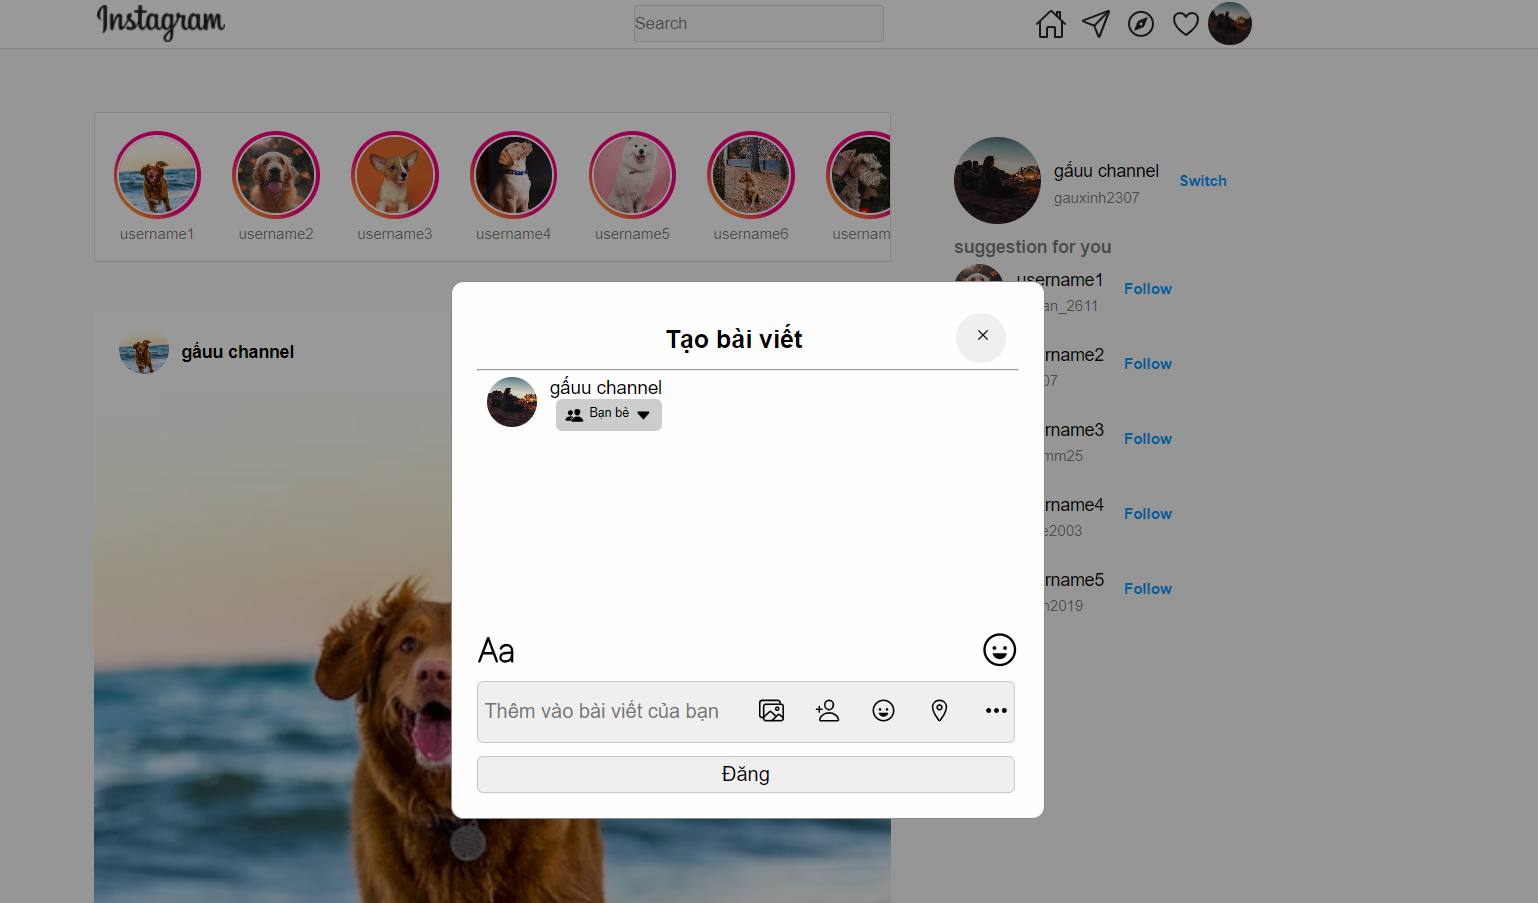 Instagram
Search
username1
username2
username3
username4
username5
username6
usernam
gấuu channel
gauxinh2307
Switch
suggestion for you
username1
an_2611
Follow
rname2
07
Follow
rname3
mm25
Follow
rname4
e2003
Follow
rname5
n2019
Follow
gấuu channel
Tạo bài viết
gấuu channel
Bạn bè
Aa
Thêm vào bài viết của bạn
Đăng